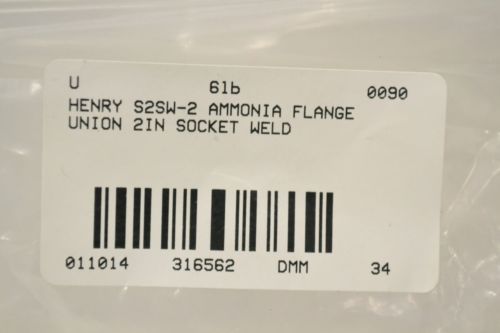 U 61b 0090
HENRY S2SW-2 AMMONIA FLANGE
UNION 2IN SOCKET WELD
011014 316562 DMM 34